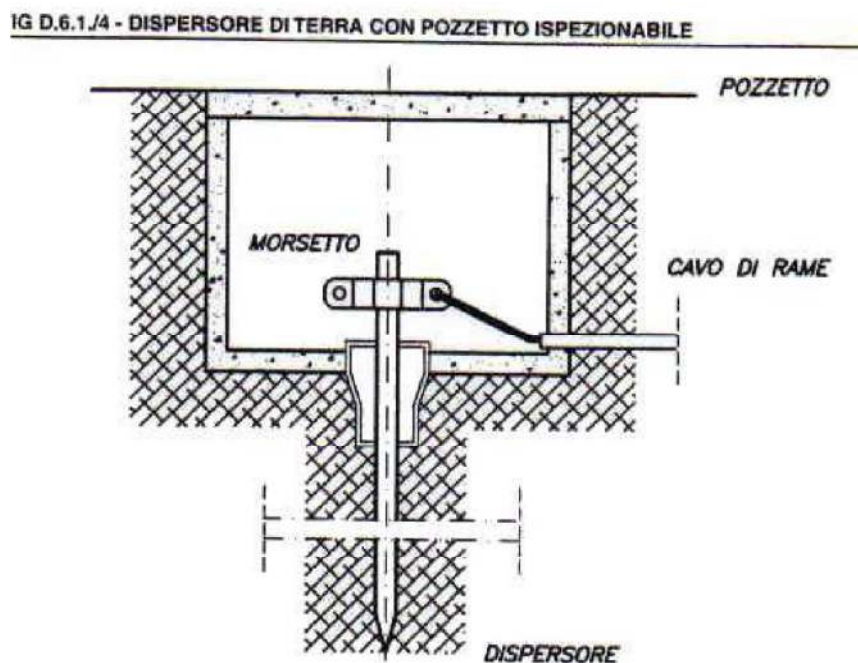 IG D.6.1./4 - DISPERSORE DI TERRA CON POZZETTO ISPEZIONABILE
POZZETTO
MORSETTO
CAVO DI RAME
DISPERSORE